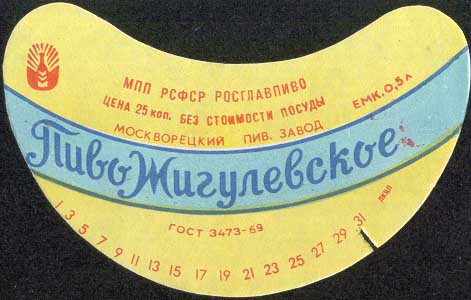 МПП РСФСР РОСГЛАВПИВО
ЦЕНА 25 коп. БЕЗ СТОИМОСТИ ПОСУДЫ
ЕМК. 0,5 л
МОСКВОРЕЦКИЙ ПИВ. ЗАВОД
Пиво Жигулевское
ГОСТ 3473-69
1 3 5 7 9 11 13 15 17 19 21 23 25 27 29 31